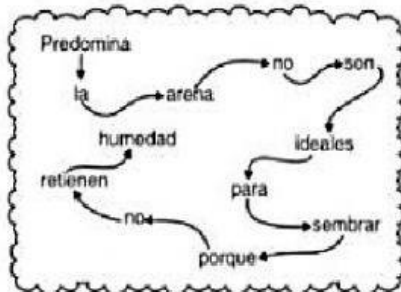 Predomina
la
arena
no
son
ideales
para
sembrar
porque
no
retienen
humedad